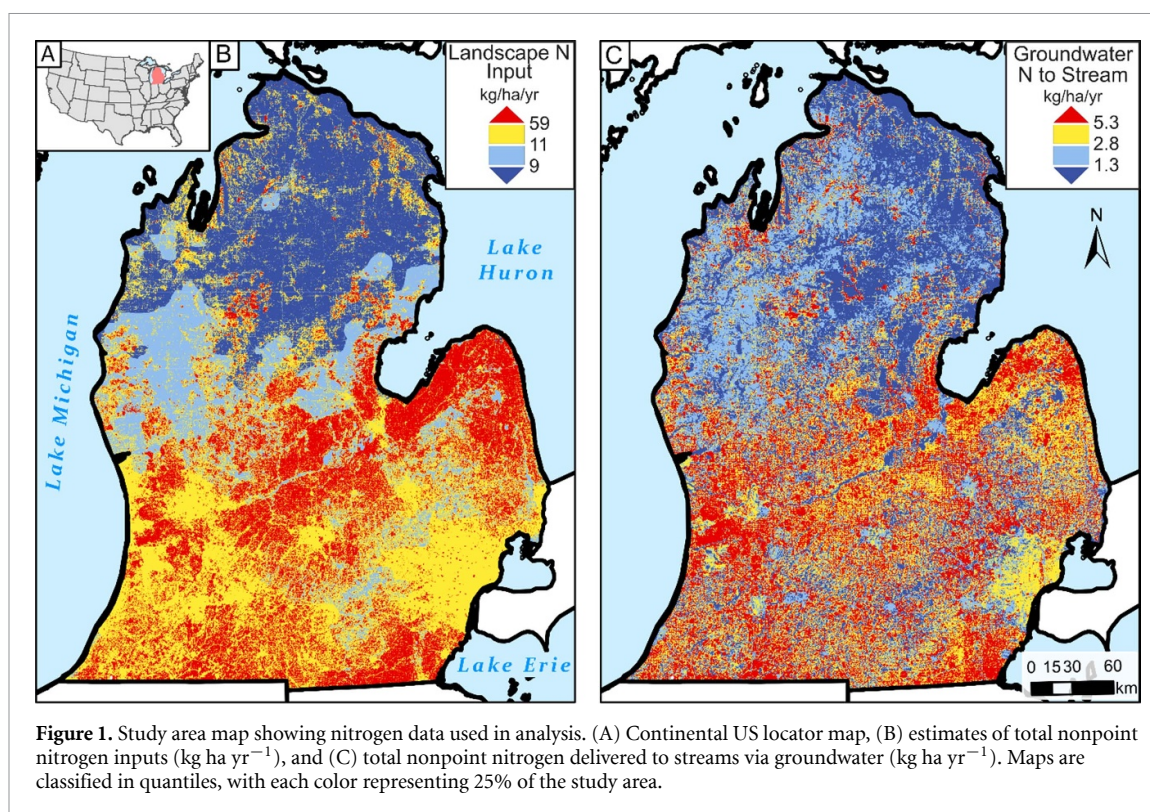 A
B
Landscape N
Input
kg/ha/yr
59
11
9
Lake
Huron
Lake Michigan
Lake Erie
C
Groundwater
N to Stream
kg/ha/yr
5.3
2.8
1.3
N
0 15 30 60
km
Figure 1. Study area map showing nitrogen data used in analysis. (A) Continental US locator map, (B) estimates of total nonpoint
nitrogen inputs (kg ha yr−1), and (C) total nonpoint nitrogen delivered to streams via groundwater (kg ha yr−1). Maps are
classified in quantiles, with each color representing 25% of the study area.